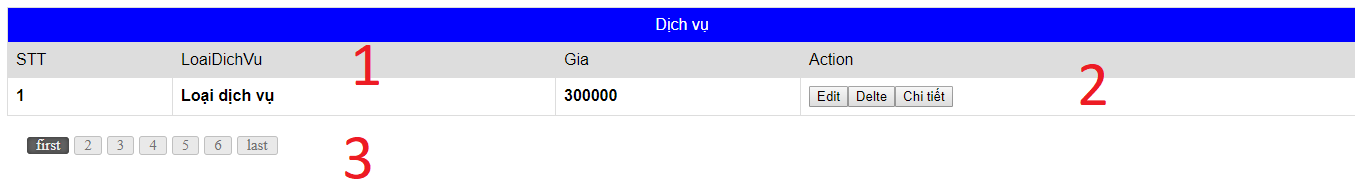 Dịch vụ
STT LoaiDichVu 1 Gia Action 2
1 Loại dịch vụ 300000 Edit Delte Chi tiết
first 2 3 4 5 6 last 3